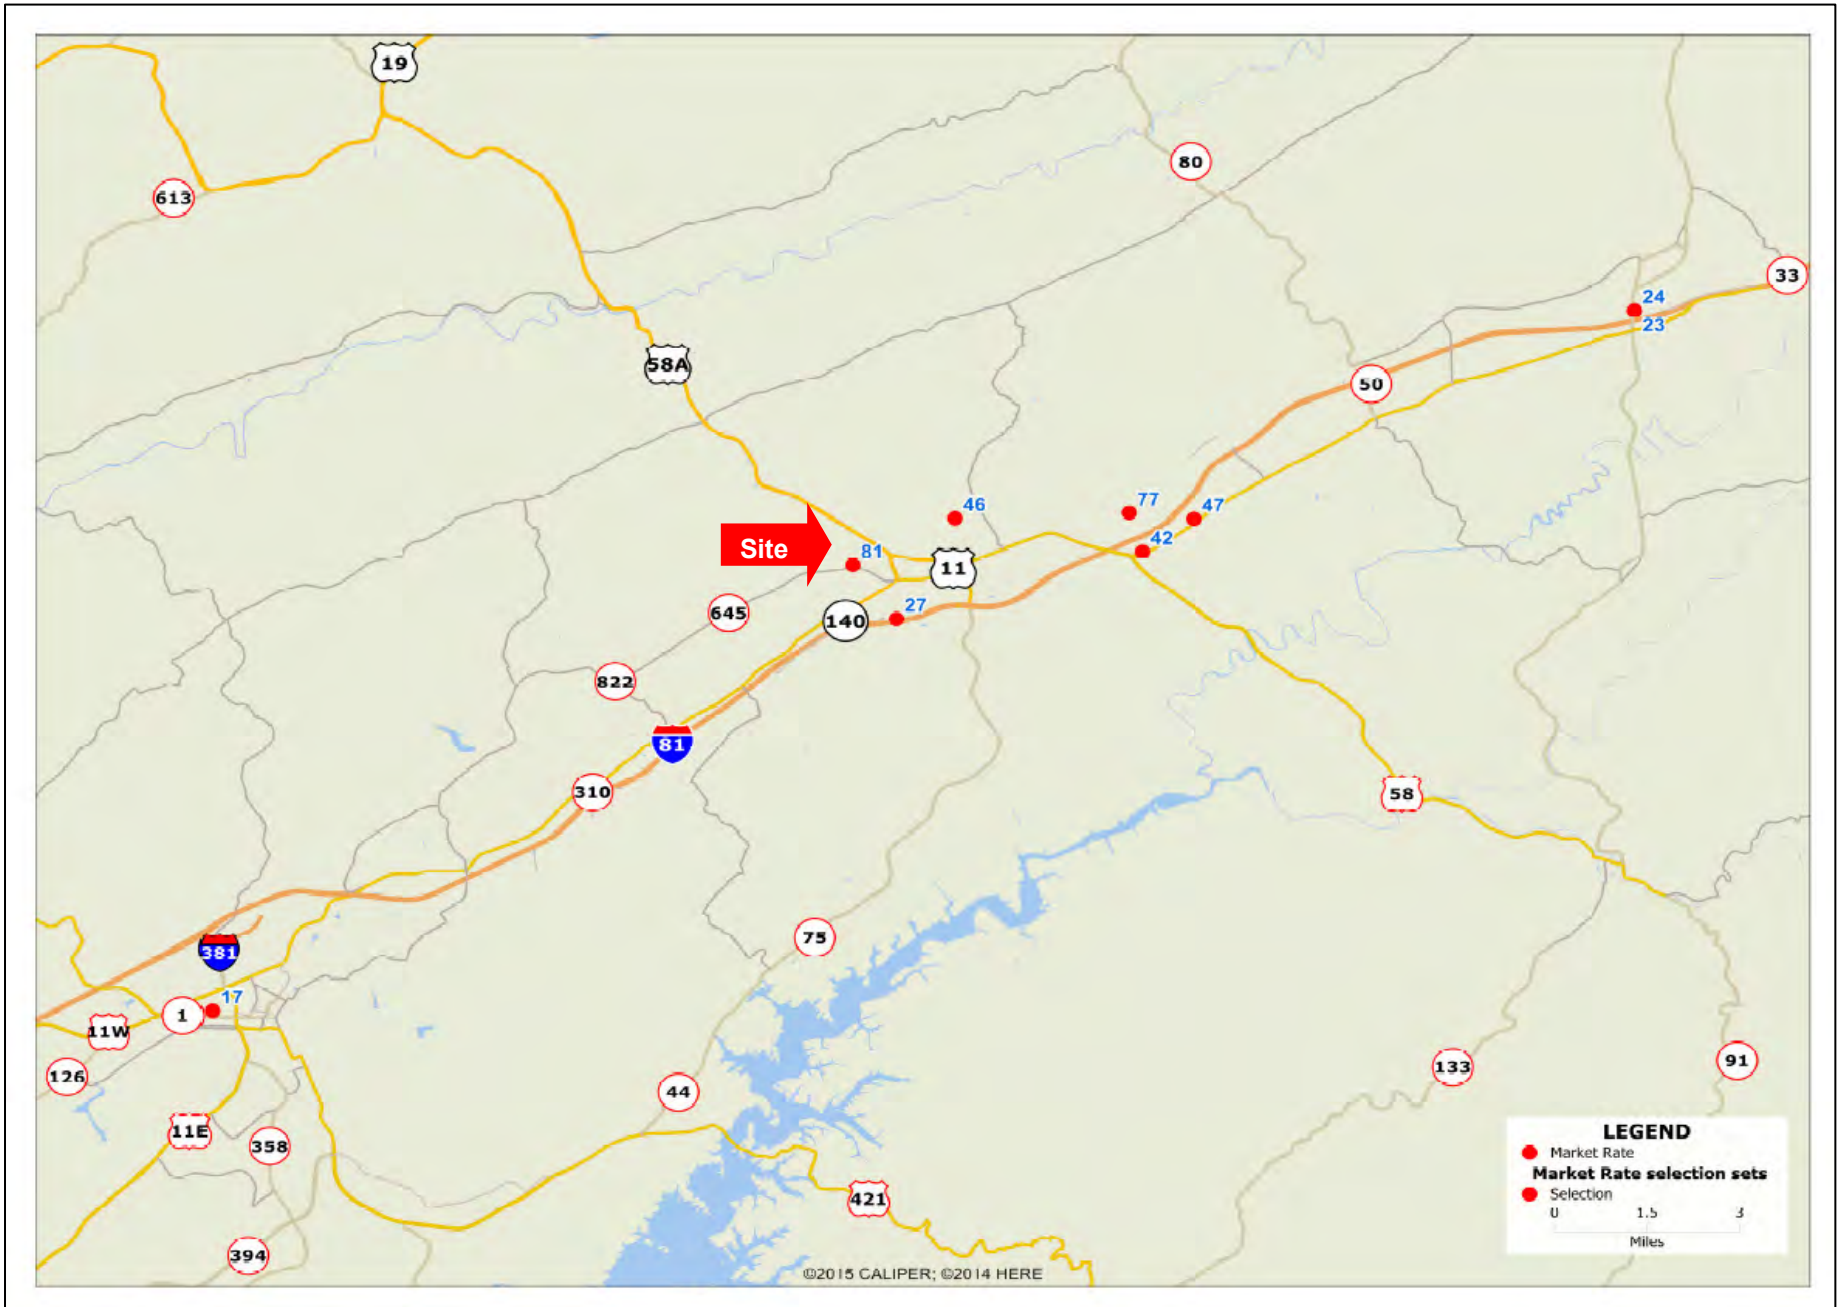 19
80
613
33
24
23
58A
50
46
77
47
Site
81
42
11
27
645
140
822
81
310
58
75
381
17
1
11W
126
44
133
91
11E
358
421
394
LEGEND
Market Rate
Market Rate selection sets
Selection
0 1.5 3
Miles
©2015 CALIPER; ©2014 HERE